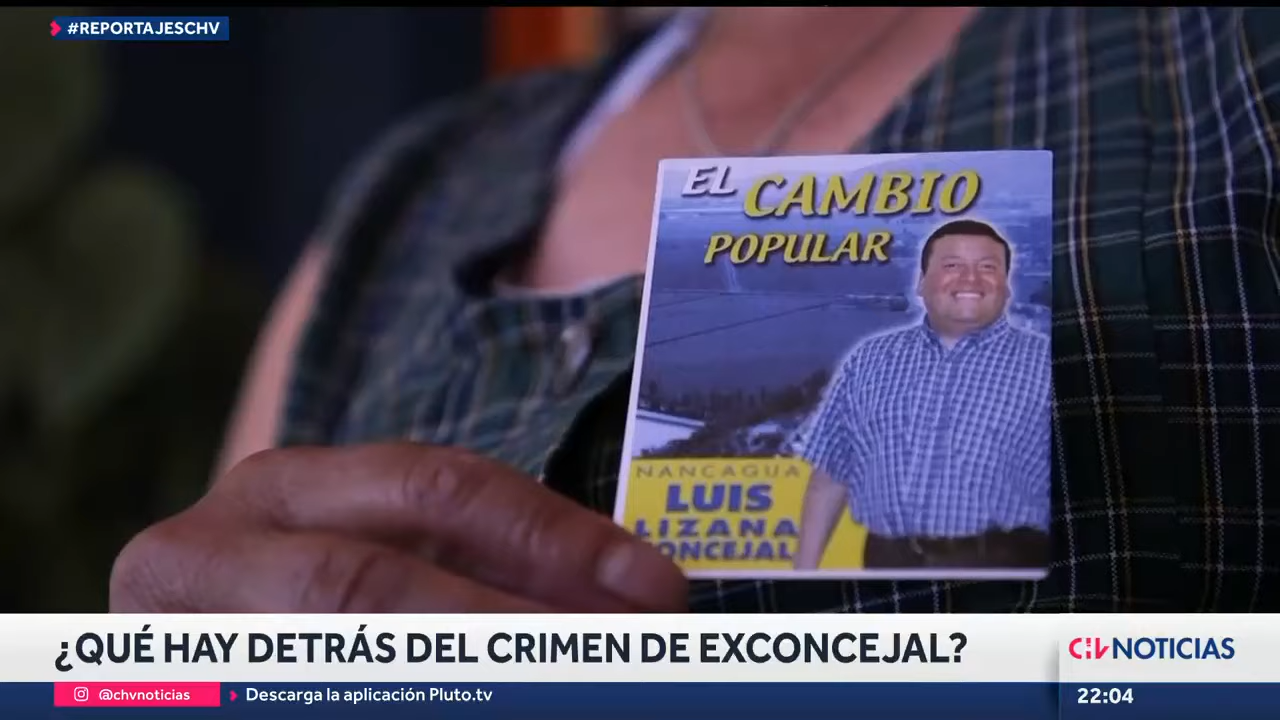 #REPORTAJESCHV
EL CAMBIO
POPULAR
NANCAGUA
LUIS
LIZANA
CONCEJAL
¿QUÉ HAY DETRÁS DEL CRIMEN DE EXCONCEJAL?
CHV NOTICIAS
@chvnoticias
Descarga la aplicación Pluto.tv
22:04